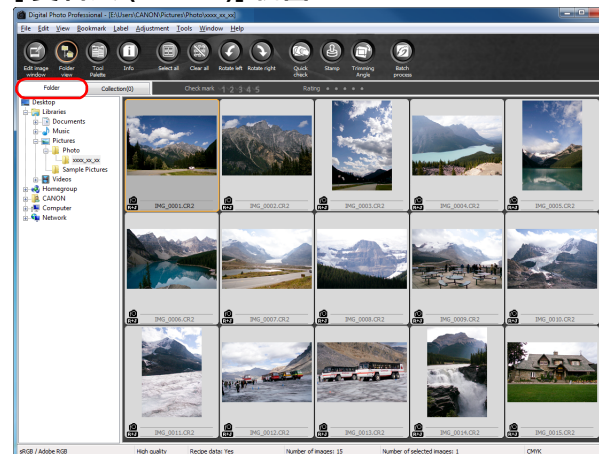 Digital Photo Professional - [E:\Users\CANON\Pictures\Photo\xxxx_xx_xx]
File Edit View Bookmark Label Adjustment Tools Window Help
Edit image window Folder view Tool Palette Info Select all Clear all Rotate left Rotate right Quick check Stamp Trimming Angle Batch process
Folder Collection(0) Check mark 1 2 3 4 5 Rating
Desktop
Libraries
Documents
Music
Pictures
Photo
xxxx_xx_xx
Sample Pictures
Videos
Homegroup
CANON
Computer
Network
IMG_0001.CR2 IMG_0002.CR2 IMG_0003.CR2 IMG_0004.CR2 IMG_0005.CR2
IMG_0006.CR2 IMG_0007.CR2 IMG_0008.CR2 IMG_0009.CR2 IMG_0010.CR2
IMG_0011.CR2 IMG_0012.CR2 IMG_0013.CR2 IMG_0014.CR2 IMG_0015.CR2
sRGB / Adobe RGB High quality Recipe data: Yes Number of images: 15 Number of selected images: 1 CMYK